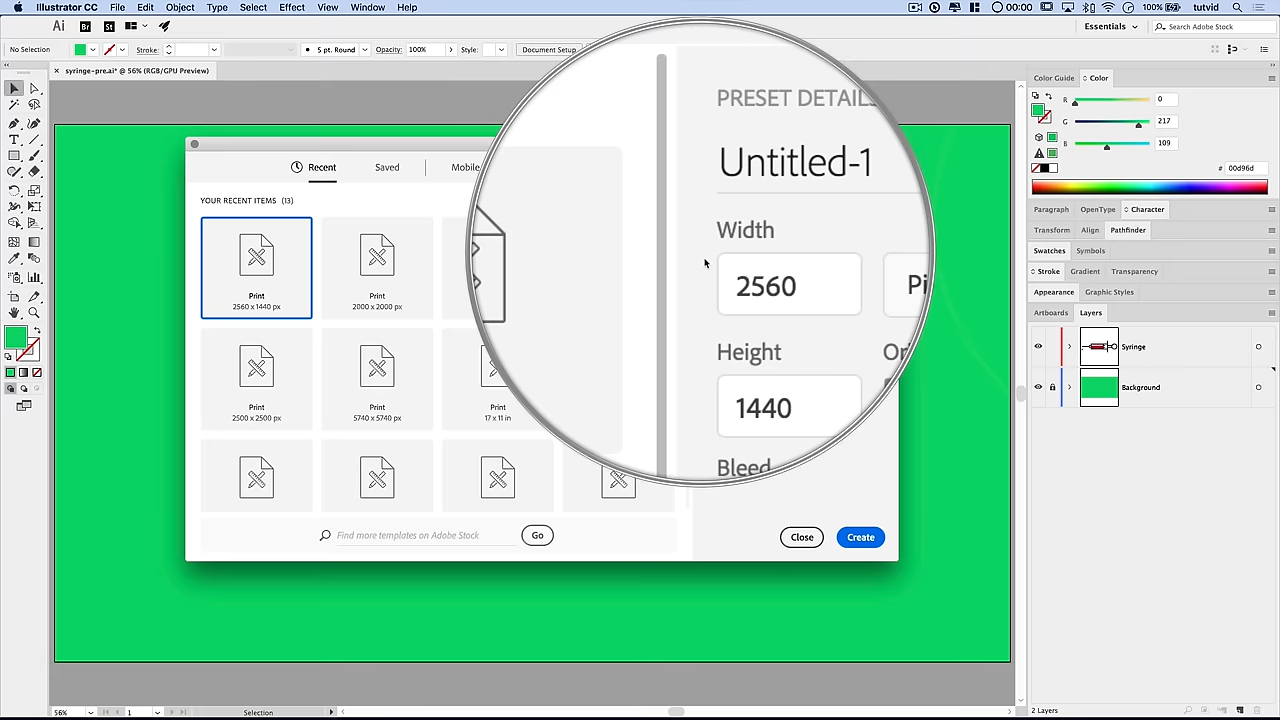 Illustrator CC File Edit Object Type Select Effect View Window Help
00:00 100% tutvid
Ai Br St Essentials Search Adobe Stock
No Selection Stroke: 5 pt. Round Opacity: 100% Style: Document Setup
× syringe-pre.ai* @ 56% (RGB/GPU Preview)
Color Guide Color
R 0
G 217
B 109
# 00d96d
Paragraph OpenType Character
Transform Align Pathfinder
Swatches Symbols
Stroke Gradient Transparency
Appearance Graphic Styles
Artboards Layers
Syringe
Background
2 Layers
Recent Saved Mobile
YOUR RECENT ITEMS (13)
Print
2560 x 1440 px
Print
2000 x 2000 px
Print
2500 x 2500 px
Print
5740 x 5740 px
Print
17 x 11 in
Find more templates on Adobe Stock Go
PRESET DETAILS
Untitled-1
Width
2560 Pi
Height Ori
1440
Bleed
Close Create
56% 1 Selection